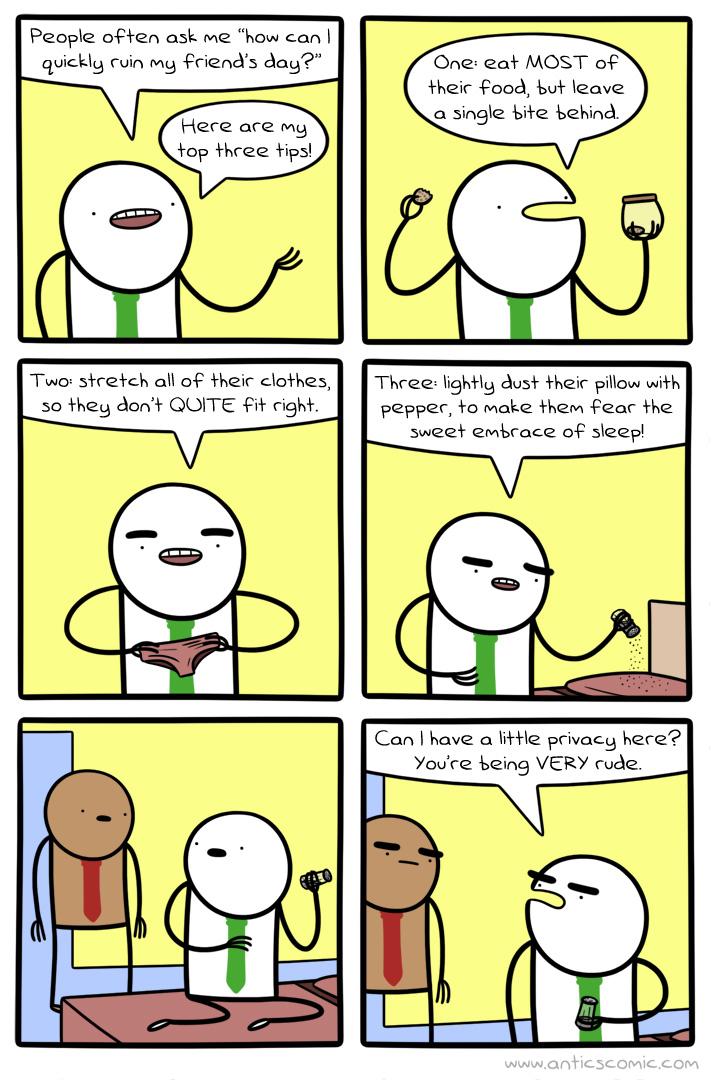 People often ask me "how can I
quickly ruin my friend's day?"
Here are my
top three tips!
One: eat MOST of
their food, but leave
a single bite behind.
Two: stretch all of their clothes,
so they don't QUITE fit right.
Three: lightly dust their pillow with
pepper, to make them fear the
sweet embrace of sleep!
Can I have a little privacy here?
You're being VERY rude.
www.anticscomic.com